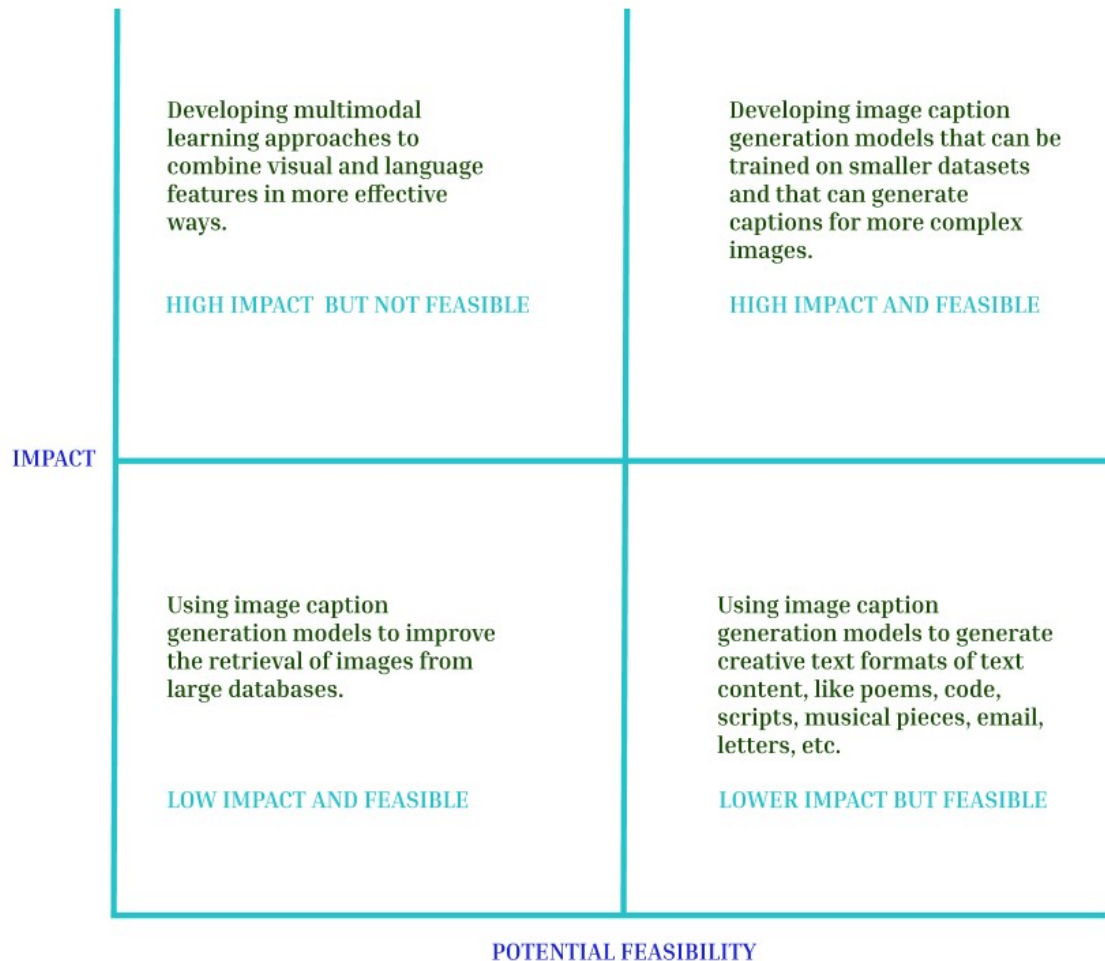 Developing multimodal
learning approaches to
combine visual and language
features in more effective
ways.
HIGH IMPACT  BUT NOT FEASIBLE
Developing image caption
generation models that can be
trained on smaller datasets
and that can generate
captions for more complex
images.
HIGH IMPACT AND FEASIBLE
IMPACT
Using image caption
generation models to improve
the retrieval of images from
large databases.
LOW IMPACT AND FEASIBLE
Using image caption
generation models to generate
creative text formats of text
content, like poems, code,
scripts, musical pieces, email,
letters, etc.
LOWER IMPACT BUT FEASIBLE
POTENTIAL FEASIBILITY